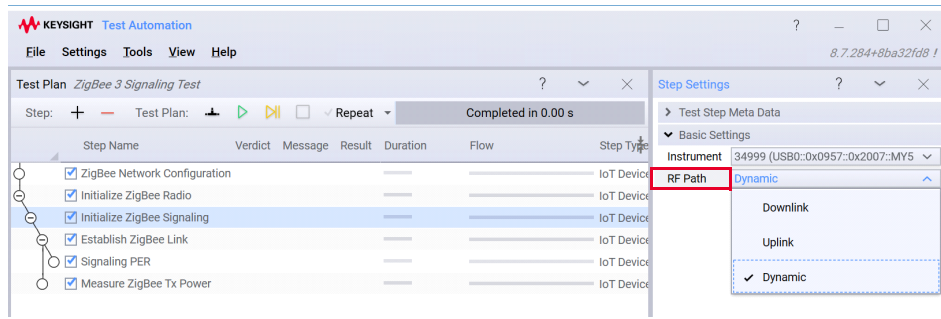 KEYSIGHT Test Automation
File Settings Tools View Help
8.7.284+8ba32fd8 !
Test Plan ZigBee 3 Signaling Test
Step: Test Plan: Repeat Completed in 0.00 s
Step Name Verdict Message Result Duration Flow Step Type
ZigBee Network Configuration IoT Device
Initialize ZigBee Radio IoT Device
Initialize ZigBee Signaling IoT Device
Establish ZigBee Link IoT Device
Signaling PER IoT Device
Measure ZigBee Tx Power IoT Device
Step Settings
Test Step Meta Data
Basic Settings
Instrument 34999 (USB0::0x0957::0x2007::MY5
RF Path Dynamic
Downlink
Uplink
Dynamic